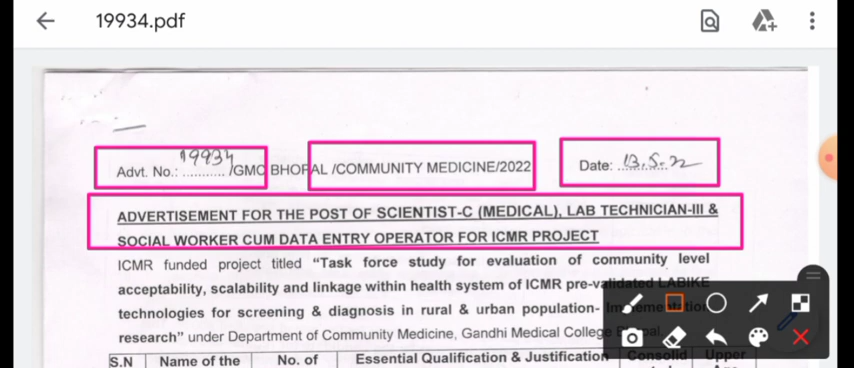 19934.pdf
Advt. No.: 19934/GMC BHOPAL /COMMUNITY MEDICINE/2022 Date: 13.5.22
ADVERTISEMENT FOR THE POST OF SCIENTIST-C (MEDICAL), LAB TECHNICIAN-III &
SOCIAL WORKER CUM DATA ENTRY OPERATOR FOR ICMR PROJECT
ICMR funded project titled “Task force study for evaluation of community level
acceptability, scalability and linkage within health system of ICMR pre-validated LABIKE
technologies for screening & diagnosis in rural & urban population-
research” under Department of Community Medicine, Gandhi Medical College
S.N Name of the No. of Essential Qualification & Justification Consolid Upper